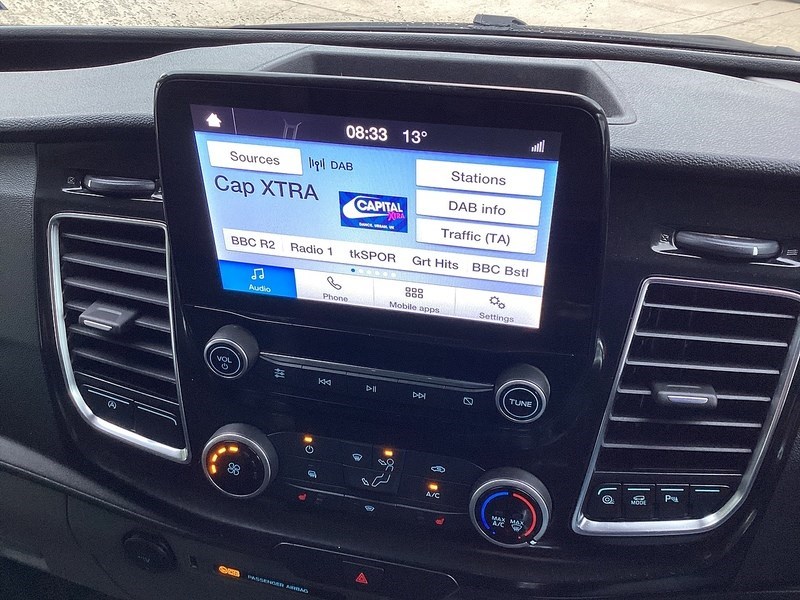 08:33 13°
Sources DAB
Cap XTRA
CAPITAL
XTRA
Stations
DAB info
Traffic (TA)
BBC R2 Radio 1 tkSPOR Grt Hits BBC Bstl
Audio Phone Mobile apps Settings
VOL
TUNE
A/C
MAX A/C MAX
MODE
P
PASSENGER AIRBAG